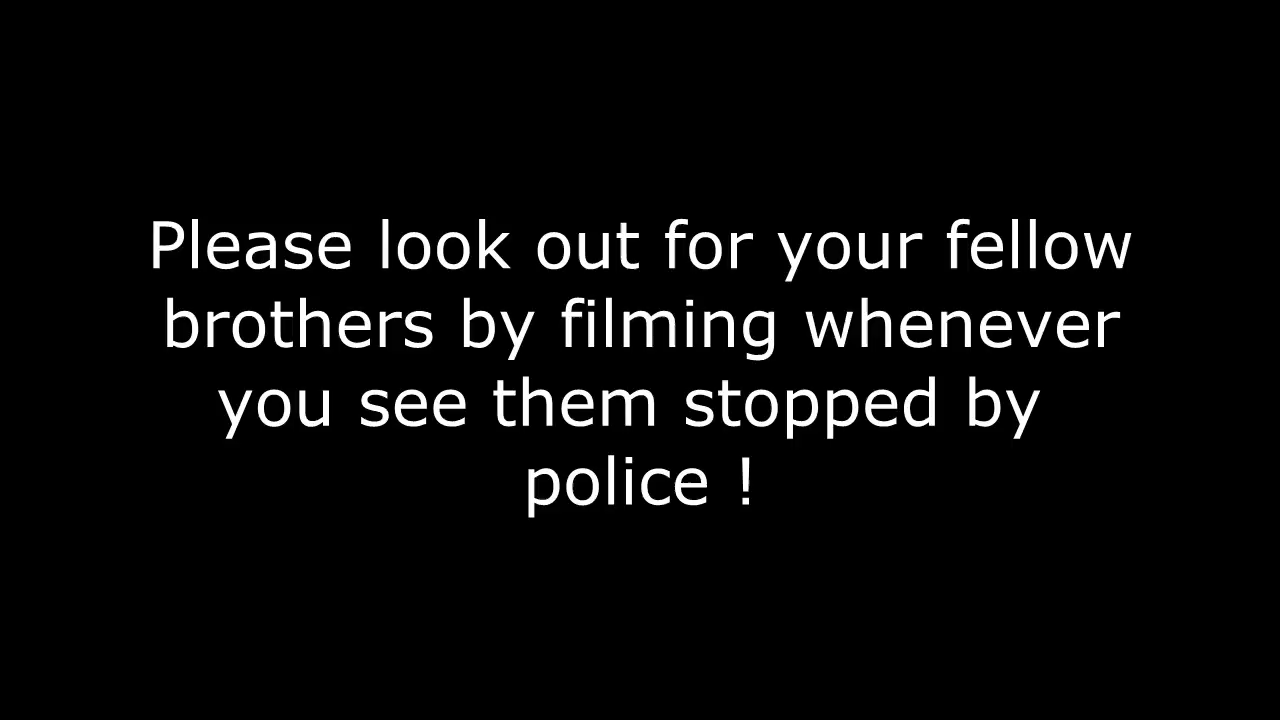 Please look out for your fellow
brothers by filming whenever
you see them stopped by
police !